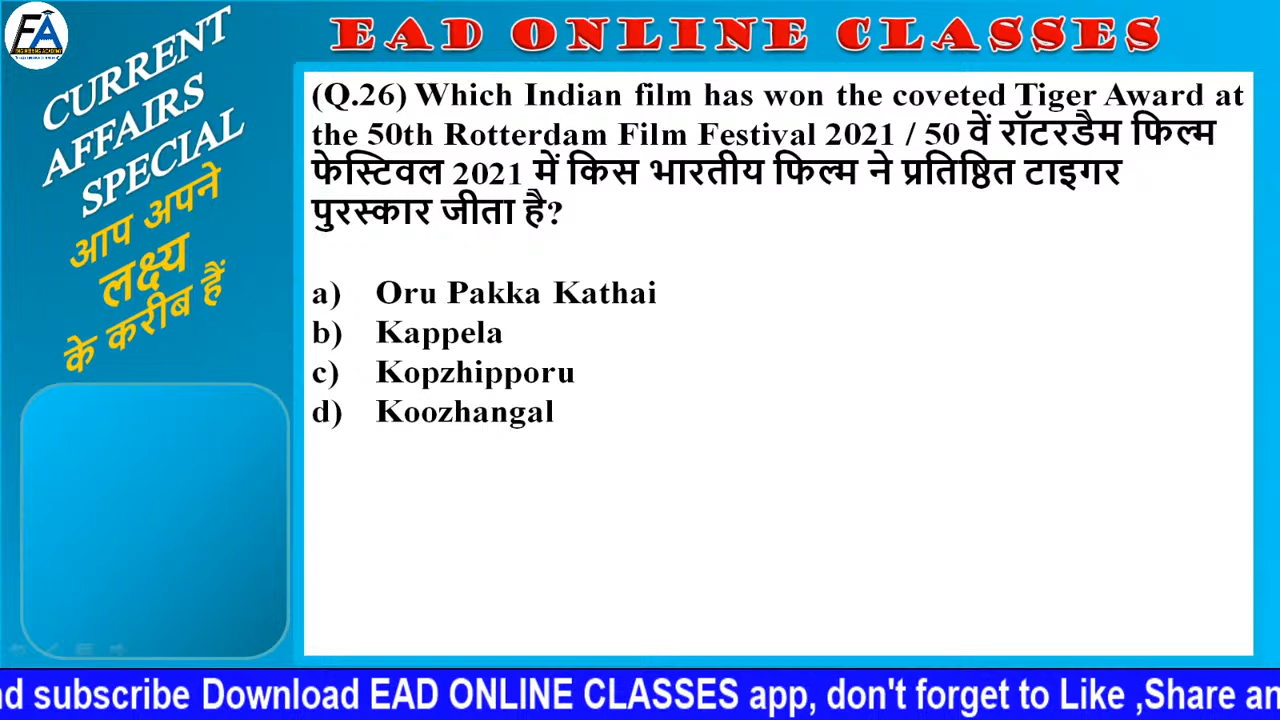 EAD ONLINE CLASSES
CURRENT
AFFAIRS
SPECIAL
आप अपने
लक्ष्य
के करीब हैं
(Q.26) Which Indian film has won the coveted Tiger Award at
the 50th Rotterdam Film Festival 2021 / 50 वें रॉटरडैम फिल्म
फेस्टिवल 2021 में किस भारतीय फिल्म ने प्रतिष्ठित टाइगर
पुरस्कार जीता है?
a) Oru Pakka Kathai
b) Kappela
c) Kopzhipporu
d) Koozhangal
nd subscribe Download EAD ONLINE CLASSES app, don't forget to Like ,Share an